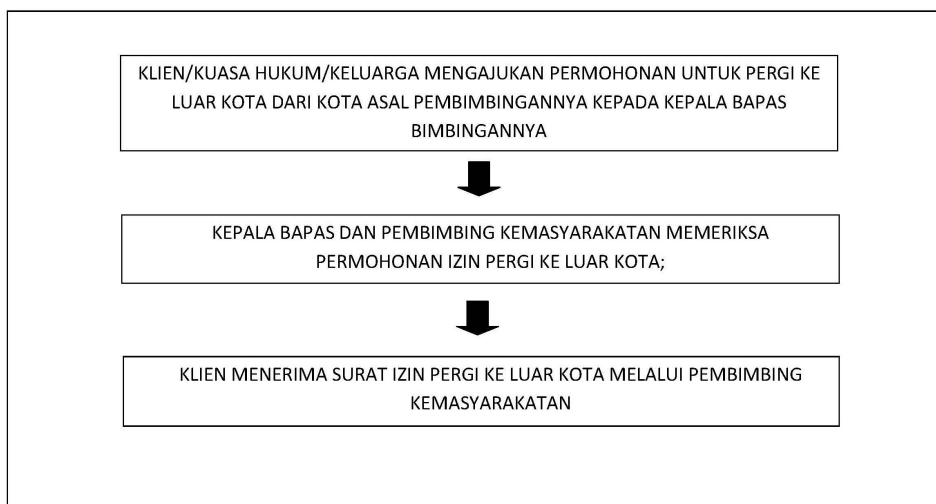 KLIEN/KUASA HUKUM/KELUARGA MENGAJUKAN PERMOHONAN UNTUK PERGI KE
LUAR KOTA DARI KOTA ASAL PEMBIMBINGANNYA KEPADA KEPALA BAPAS
BIMBINGANNYA
KEPALA BAPAS DAN PEMBIMBING KEMASYARAKATAN MEMERIKSA
PERMOHONAN IZIN PERGI KE LUAR KOTA;
KLIEN MENERIMA SURAT IZIN PERGI KE LUAR KOTA MELALUI PEMBIMBING
KEMASYARAKATAN